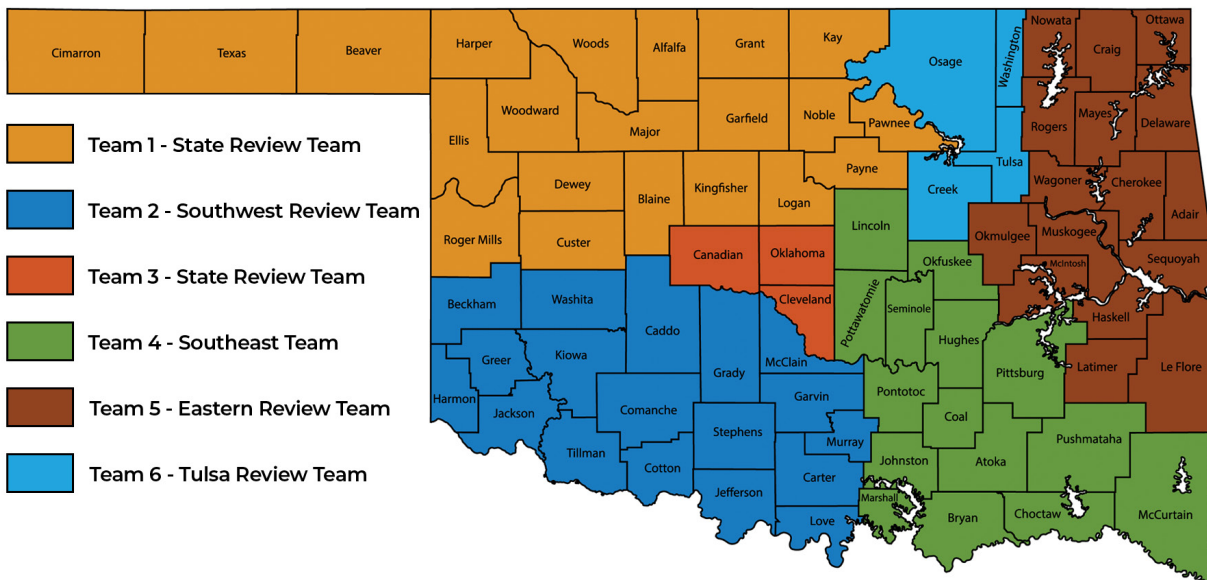 Cimarron
Texas
Beaver
Harper
Woods
Alfalfa
Grant
Kay
Osage
Washington
Nowata
Craig
Ottawa
Woodward
Ellis
Major
Garfield
Noble
Pawnee
Rogers
Mayes
Delaware
Team 1 - State Review Team
Dewey
Blaine
Kingfisher
Logan
Payne
Creek
Tulsa
Wagoner
Cherokee
Adair
Team 2 - Southwest Review Team
Roger Mills
Custer
Lincoln
Okmulgee
Muskogee
Sequoyah
Team 3 - State Review Team
Canadian
Oklahoma
Cleveland
Okfuskee
McIntosh
Beckham
Washita
Caddo
Pottawatomie
Seminole
Hughes
Haskell
Team 4 - Southeast Team
Greer
Kiowa
Grady
McClain
Pittsburg
Latimer
Le Flore
Team 5 - Eastern Review Team
Harmon
Jackson
Comanche
Garvin
Pontotoc
Coal
Team 6 - Tulsa Review Team
Tillman
Cotton
Stephens
Murray
Johnston
Atoka
Pushmataha
Jefferson
Carter
Marshall
Love
Bryan
Choctaw
McCurtain